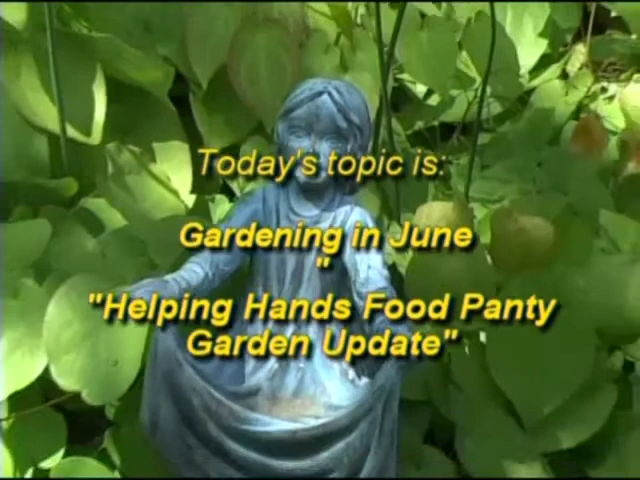 Today's topic is:
Gardening in June
"
"Helping Hands Food Panty
Garden Update"